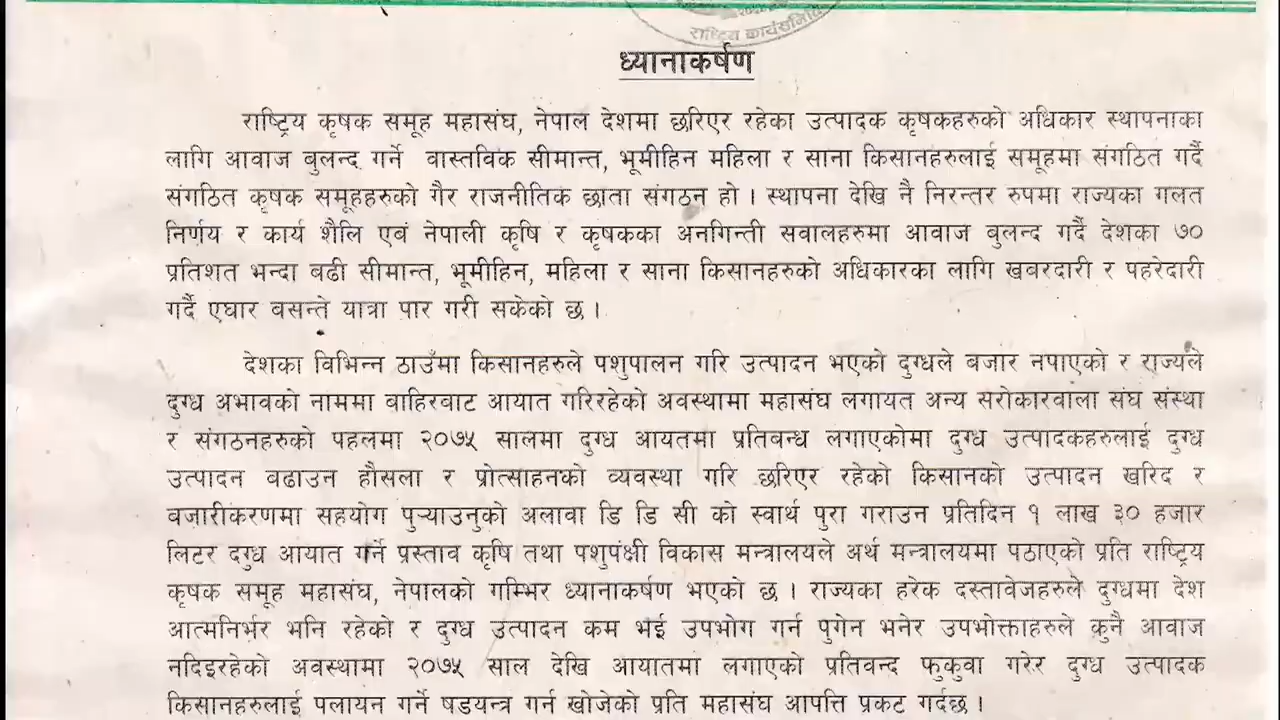 राष्ट्रिय कार्यसमिति
ध्यानाकर्षण
राष्ट्रिय कृषक समूह महासंघ, नेपाल देशमा छरिएर रहेका उत्पादक कृषकहरुको अधिकार स्थापनाका
लागि आवाज बुलन्द गर्ने वास्तविक सीमान्त, भूमीहिन महिला र साना किसानहरुलाई समूहमा संगठित गर्दै
संगठित कृषक समूहहरुको गैर राजनीतिक छाता संगठन हो । स्थापना देखि नै निरन्तर रुपमा राज्यका गलत
निर्णय र कार्य शैलि एवं नेपाली कृषि र कृषकका अनगिन्ती सवालहरुमा आवाज बुलन्द गर्दै देशका ७०
प्रतिशत भन्दा बढी सीमान्त, भूमीहिन, महिला र साना किसानहरुको अधिकारका लागि खबरदारी र पहरेदारी
गर्दै एघार बसन्ते यात्रा पार गरी सकेको छ ।
देशका विभिन्न ठाउँमा किसानहरुले पशुपालन गरि उत्पादन भएको दुग्धले बजार नपाएको र राज्यले
दुग्ध अभावको नाममा बाहिरबाट आयात गरिरहेको अवस्थामा महासंघ लगायत अन्य सरोकारवाला संघ संस्था
र संगठनहरुको पहलमा २०७५ सालमा दुग्ध आयतमा प्रतिबन्ध लगाएकोमा दुग्ध उत्पादकहरुलाई दुग्ध
उत्पादन बढाउन हौसला र प्रोत्साहनको व्यवस्था गरि छरिएर रहेको किसानको उत्पादन खरिद र
बजारीकरणमा सहयोग पुऱ्याउनुको अलावा डि डि सी को स्वार्थ पुरा गराउन प्रतिदिन १ लाख ३० हजार
लिटर दुग्ध आयात गर्ने प्रस्ताव कृषि तथा पशुपंक्षी विकास मन्त्रालयले अर्थ मन्त्रालयमा पठाएको प्रति राष्ट्रिय
कृषक समूह महासंघ, नेपालको गम्भिर ध्यानाकर्षण भएको छ । राज्यका हरेक दस्तावेजहरुले दुग्धमा देश
आत्मनिर्भर भनि रहेको र दुग्ध उत्पादन कम भई उपभोग गर्न पुगेन भनेर उपभोक्ताहरुले कुनै आवाज
नदिइरहेको अवस्थामा २०७५ साल देखि आयातमा लगाएको प्रतिवन्द फुकुवा गरेर दुग्ध उत्पादक
किसानहरुलाई पलायन गर्ने षडयन्त्र गर्न खोजेको प्रति महासंघ आपत्ति प्रकट गर्दछ ।